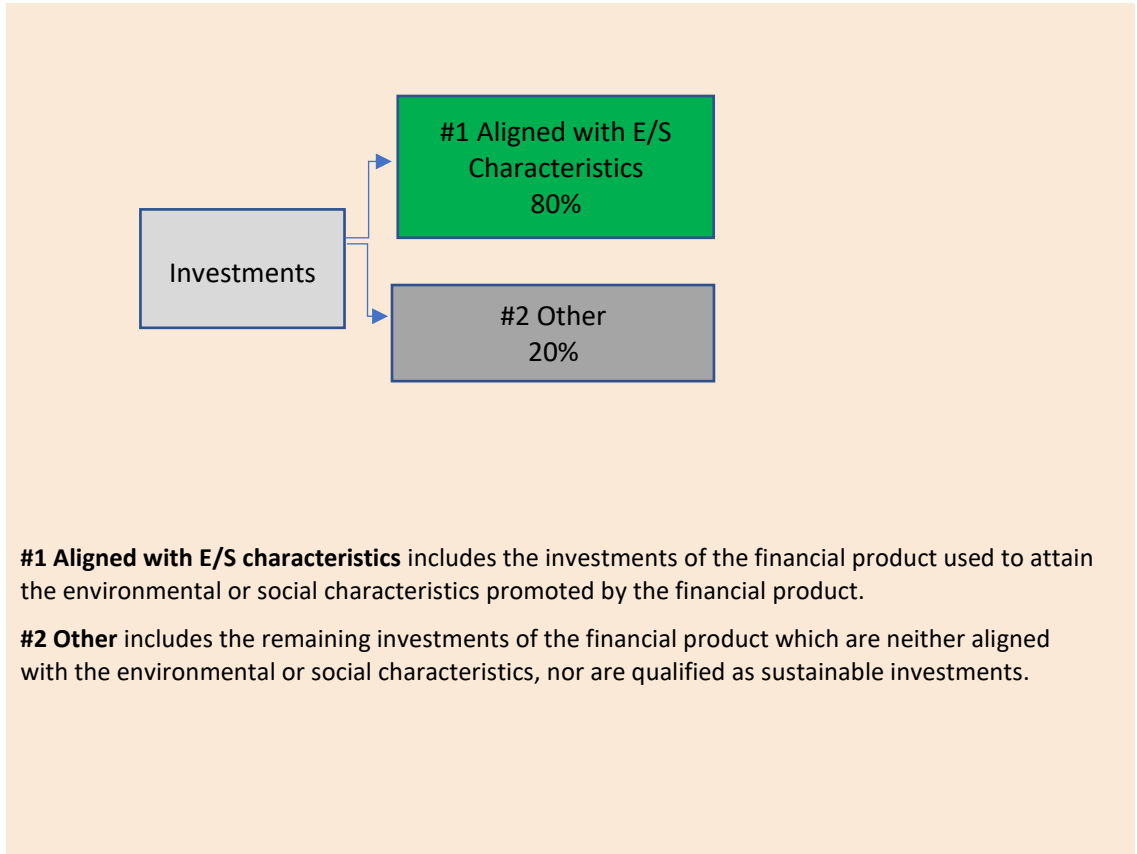 #1 Aligned with E/S
Characteristics
80%
Investments
#2 Other
20%
#1 Aligned with E/S characteristics includes the investments of the financial product used to attain
the environmental or social characteristics promoted by the financial product.
#2 Other includes the remaining investments of the financial product which are neither aligned
with the environmental or social characteristics, nor are qualified as sustainable investments.